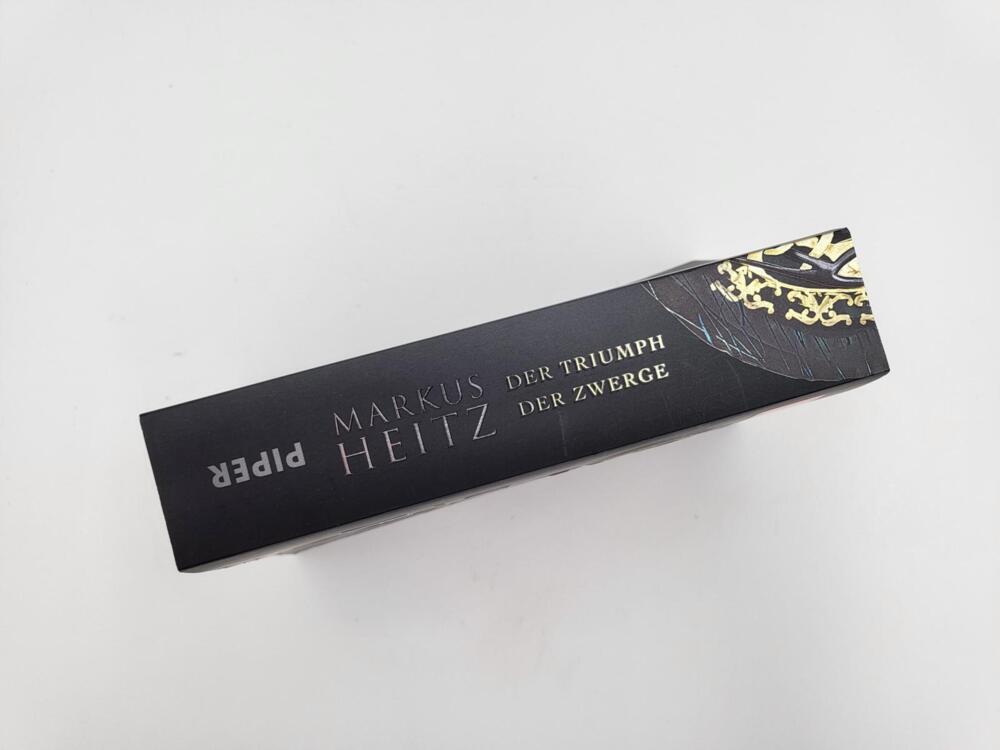 MARKUS
HEITZ
DER TRIUMPH
DER ZWERGE
PIPER